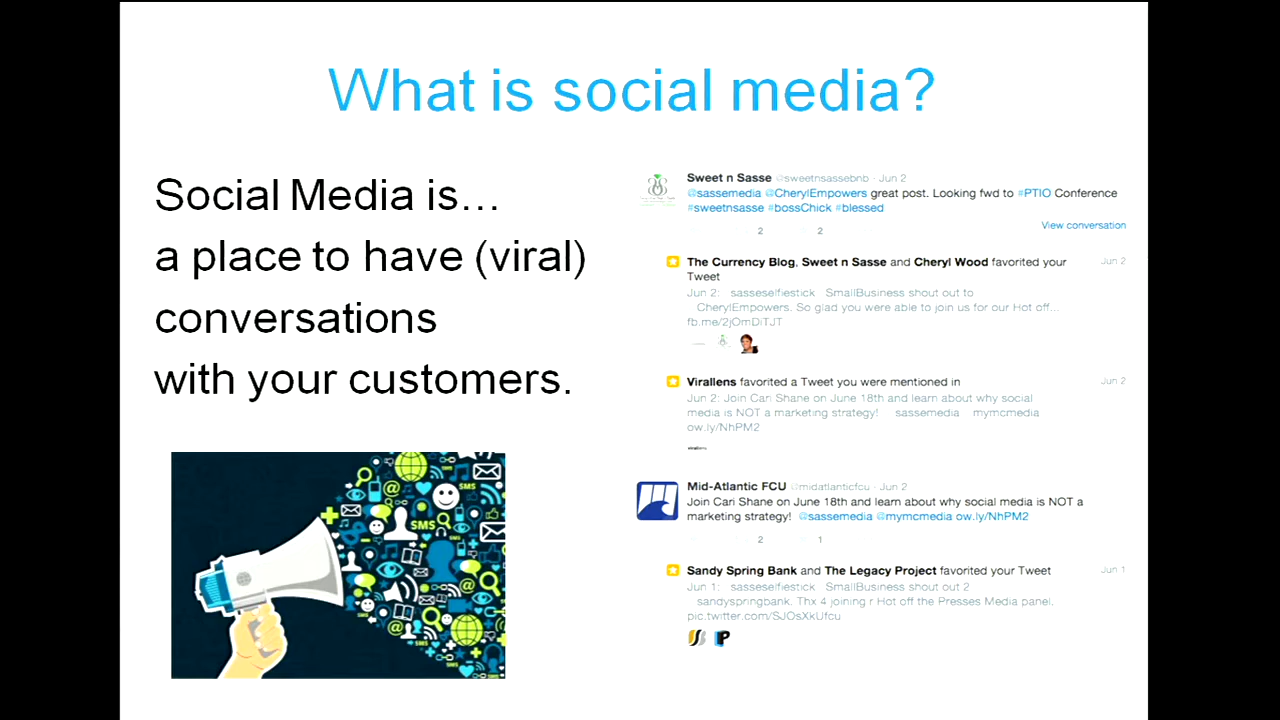 What is social media?
Social Media is...
a place to have (viral)
conversations
with your customers.
SMS
SMS
SMS
SMS
Sweet n Sasse @sweetnsassebnb · Jun 2
@sassemedia @CherylEmpowers great post. Looking fwd to #PTIO Conference
#sweetnsasse #bossChick #blessed
2 2
View conversation
The Currency Blog, Sweet n Sasse and Cheryl Wood favorited your Jun 2
Tweet
Jun 2: sasseselfiestick SmallBusiness shout out to
CherylEmpowers. So glad you were able to join us for our Hot off...
fb.me/2jOmDiTJT
Virallens favorited a Tweet you were mentioned in Jun 2
Jun 2: Join Cari Shane on June 18th and learn about why social
media is NOT a marketing strategy! sassemedia mymcmedia
ow.ly/NhPM2
Mid-Atlantic FCU @midatlanticfcu · Jun 2
Join Cari Shane on June 18th and learn about why social media is NOT a
marketing strategy! @sassemedia @mymcmedia ow.ly/NhPM2
2 1
Sandy Spring Bank and The Legacy Project favorited your Tweet Jun 1
Jun 1: sasseselfiestick SmallBusiness shout out 2
sandyspringbank. Thx 4 joining r Hot off the Presses Media panel.
pic.twitter.com/SJOsXkUfcu